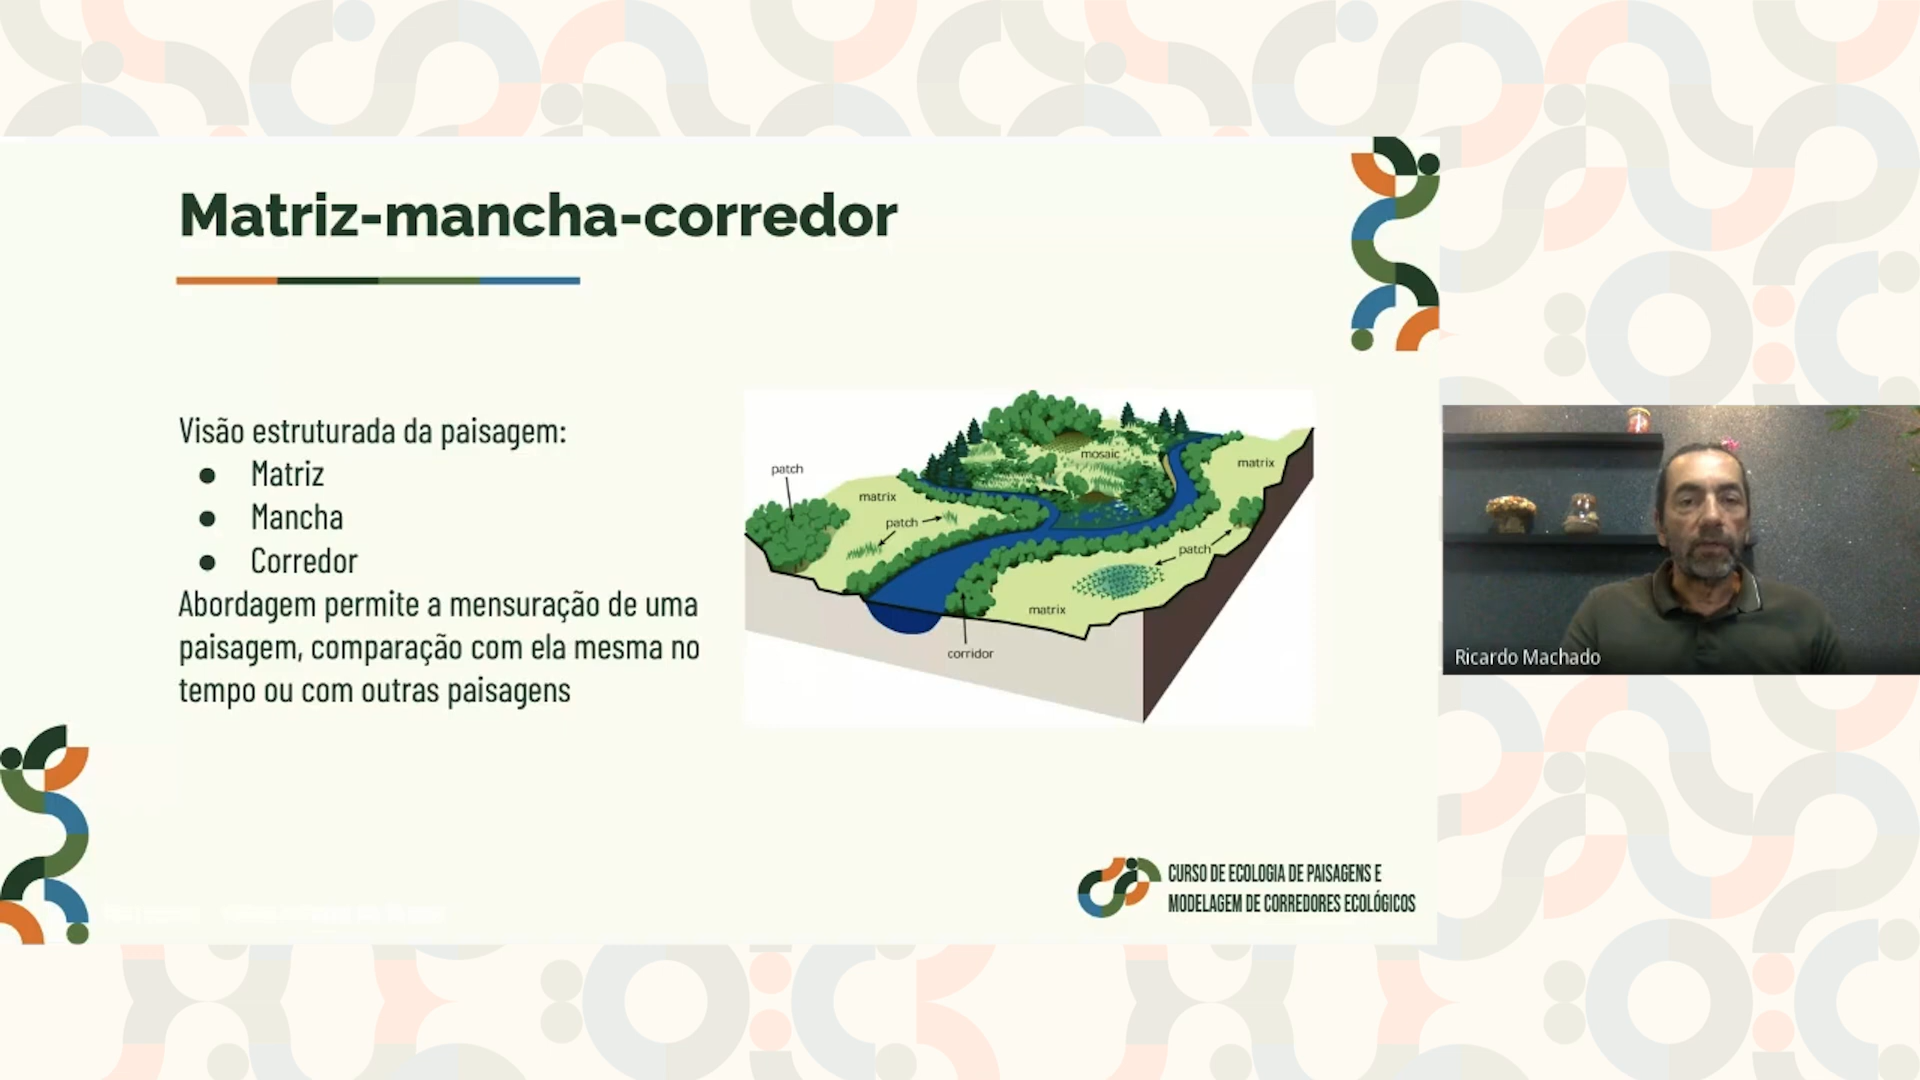 Matriz-mancha-corredor
Visão estruturada da paisagem:
● Matriz
● Mancha
● Corredor
Abordagem permite a mensuração de uma
paisagem, comparação com ela mesma no
tempo ou com outras paisagens
patch
matrix
patch
mosaic
matrix
patch
matrix
corridor
Ricardo Machado
CURSO DE ECOLOGIA DE PAISAGENS E
MODELAGEM DE CORREDORES ECOLÓGICOS